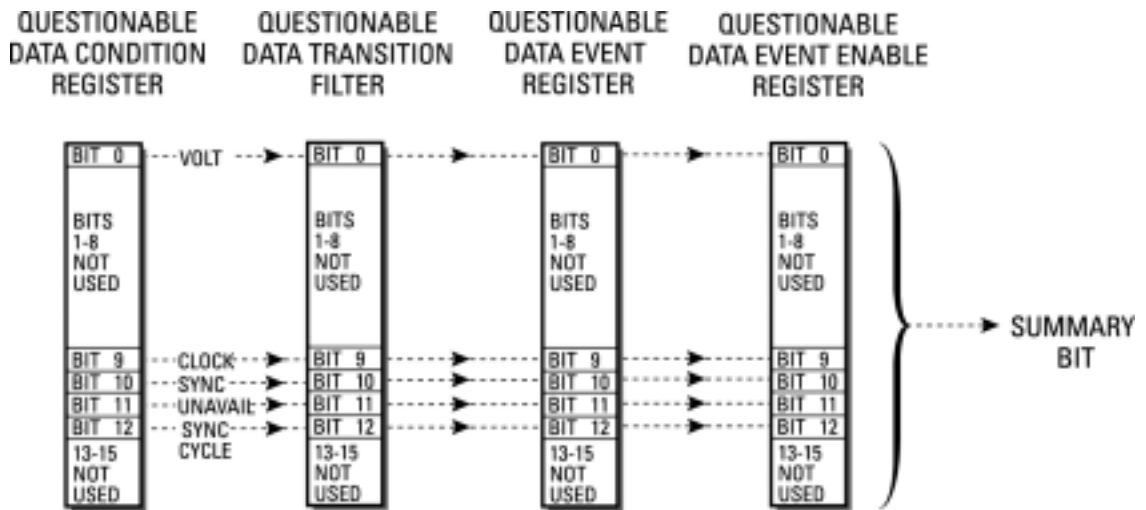 QUESTIONABLE
DATA CONDITION
REGISTER
QUESTIONABLE
DATA TRANSITION
FILTER
QUESTIONABLE
DATA EVENT
REGISTER
QUESTIONABLE
DATA EVENT ENABLE
REGISTER
BIT 0
VOLT
BIT 0
BIT 0
BIT 0
BITS
1-8
NOT
USED
BITS
1-8
NOT
USED
BITS
1-8
NOT
USED
BITS
1-8
NOT
USED
SUMMARY
BIT
BIT 9
CLOCK
BIT 9
BIT 9
BIT 9
BIT 10
SYNC
BIT 10
BIT 10
BIT 10
BIT 11
UNAVAIL
BIT 11
BIT 11
BIT 11
BIT 12
SYNC
CYCLE
BIT 12
BIT 12
BIT 12
13-15
NOT
USED
13-15
NOT
USED
13-15
NOT
USED
13-15
NOT
USED